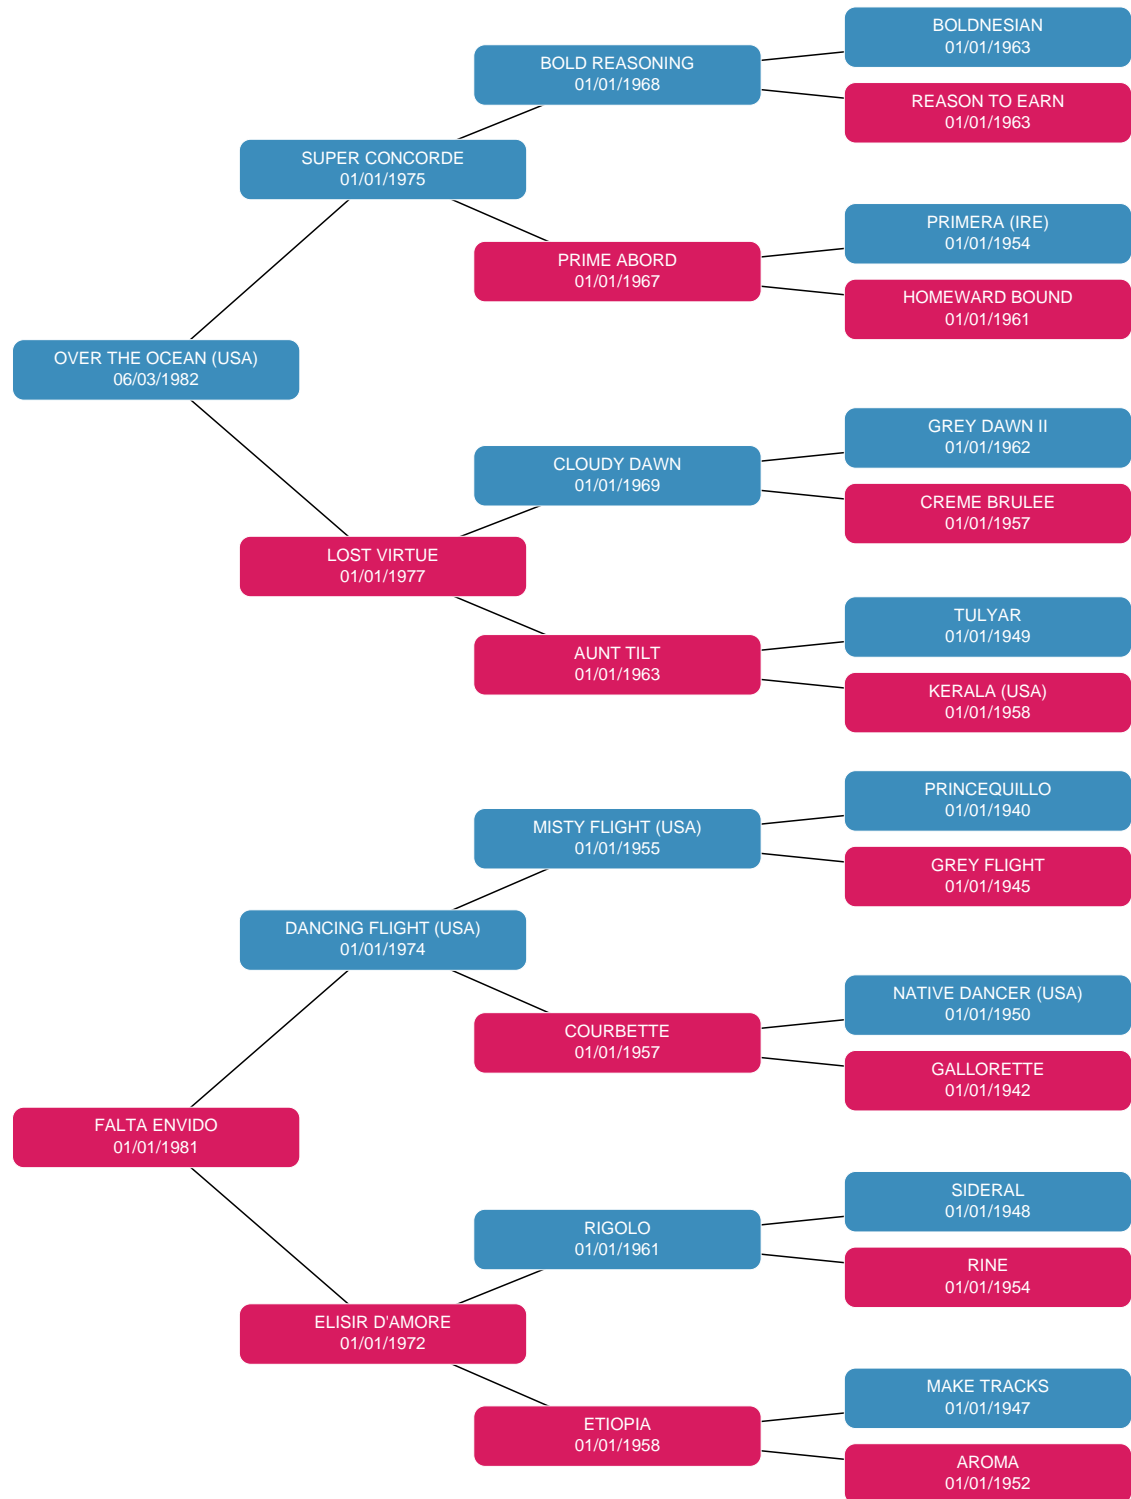 BOLDNESIAN
01/01/1963
BOLD REASONING
01/01/1968
REASON TO EARN
01/01/1963
SUPER CONCORDE
01/01/1975
PRIMERA (IRE)
01/01/1954
PRIME ABORD
01/01/1967
HOMEWARD BOUND
01/01/1961
OVER THE OCEAN (USA)
06/03/1982
GREY DAWN II
01/01/1962
CLOUDY DAWN
01/01/1969
CREME BRULEE
01/01/1957
LOST VIRTUE
01/01/1977
TULYAR
01/01/1949
AUNT TILT
01/01/1963
KERALA (USA)
01/01/1958
PRINCEQUILLO
01/01/1940
MISTY FLIGHT (USA)
01/01/1955
GREY FLIGHT
01/01/1945
DANCING FLIGHT (USA)
01/01/1974
NATIVE DANCER (USA)
01/01/1950
COURBETTE
01/01/1957
GALLORETTE
01/01/1942
FALTA ENVIDO
01/01/1981
SIDERAL
01/01/1948
RIGOLO
01/01/1961
RINE
01/01/1954
ELISIR D'AMORE
01/01/1972
MAKE TRACKS
01/01/1947
ETIOPIA
01/01/1958
AROMA
01/01/1952